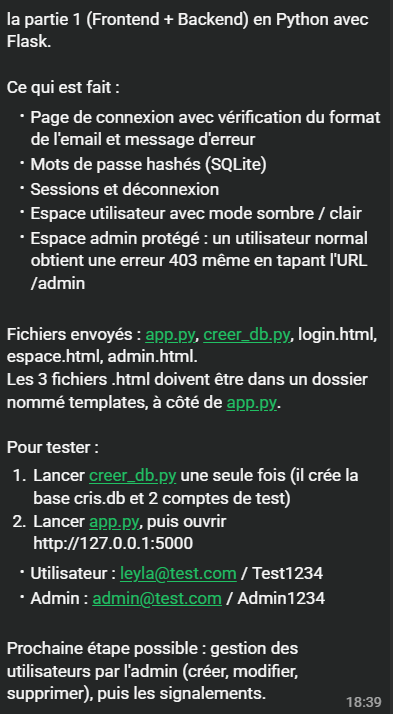 la partie 1 (Frontend + Backend) en Python avec
Flask.
Ce qui est fait :
• Page de connexion avec vérification du format
de l'email et message d'erreur
• Mots de passe hashés (SQLite)
• Sessions et déconnexion
• Espace utilisateur avec mode sombre / clair
• Espace admin protégé : un utilisateur normal
obtient une erreur 403 même en tapant l'URL
/admin
Fichiers envoyés : app.py, creer_db.py, login.html,
espace.html, admin.html.
Les 3 fichiers .html doivent être dans un dossier
nommé templates, à côté de app.py.
Pour tester :
1. Lancer creer_db.py une seule fois (il crée la
base cris.db et 2 comptes de test)
2. Lancer app.py, puis ouvrir
http://127.0.0.1:5000
• Utilisateur : leyla@test.com / Test1234
• Admin : admin@test.com / Admin1234
Prochaine étape possible : gestion des
utilisateurs par l'admin (créer, modifier,
supprimer), puis les signalements.
18:39